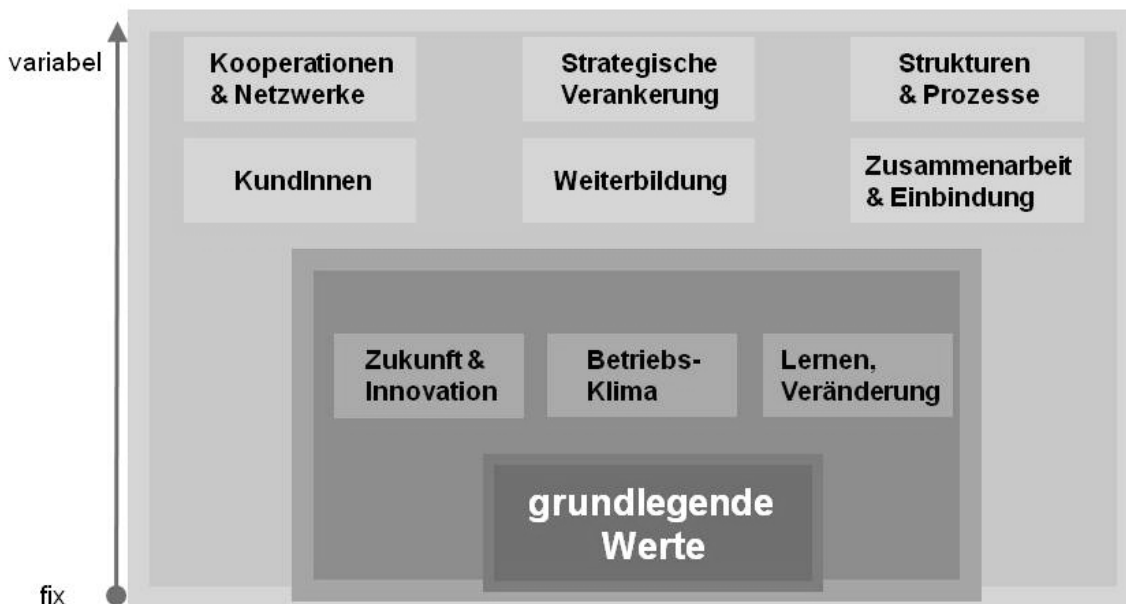 variabel
Kooperationen
& Netzwerke
Strategische
Verankerung
Strukturen
& Prozesse
KundInnen
Weiterbildung
Zusammenarbeit
& Einbindung
Zukunft &
Innovation
Betriebs-
Klima
Lernen,
Veränderung
grundlegende
Werte
fix